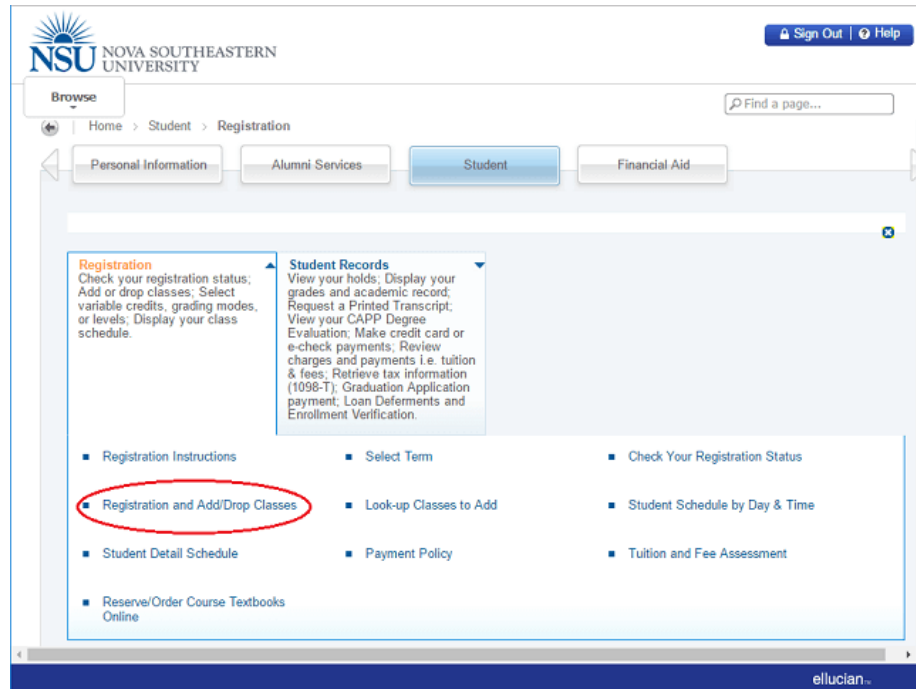 Sign Out | Help
NSU NOVA SOUTHEASTERN
UNIVERSITY
Browse
Find a page...
Home > Student > Registration
Personal Information
Alumni Services
Student
Financial Aid
Registration
Check your registration status;
Add or drop classes; Select
variable credits, grading modes,
or levels; Display your class
schedule.
Student Records
View your holds; Display your
grades and academic record;
Request a Printed Transcript;
View your CAPP Degree
Evaluation; Make credit card or
e-check payments; Review
charges and payments i.e. tuition
& fees; Retrieve tax information
(1098-T); Graduation Application
payment; Loan Deferments and
Enrollment Verification.
Registration Instructions
Select Term
Check Your Registration Status
Registration and Add/Drop Classes
Look-up Classes to Add
Student Schedule by Day & Time
Student Detail Schedule
Payment Policy
Tuition and Fee Assessment
Reserve/Order Course Textbooks
Online
ellucian™